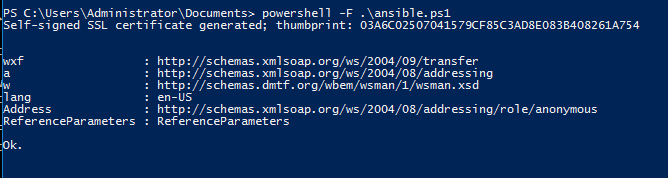 PS C:\Users\Administrator\Documents> powershell -F .\ansible.ps1
Self-signed SSL certificate generated; thumbprint: 03A6C02507041579CF85C3AD8E083B408261A754
wxf : http://schemas.xmlsoap.org/ws/2004/09/transfer
a : http://schemas.xmlsoap.org/ws/2004/08/addressing
w : http://schemas.dmtf.org/wbem/wsman/1/wsman.xsd
lang : en-US
Address : http://schemas.xmlsoap.org/ws/2004/08/addressing/role/anonymous
ReferenceParameters : ReferenceParameters
Ok.